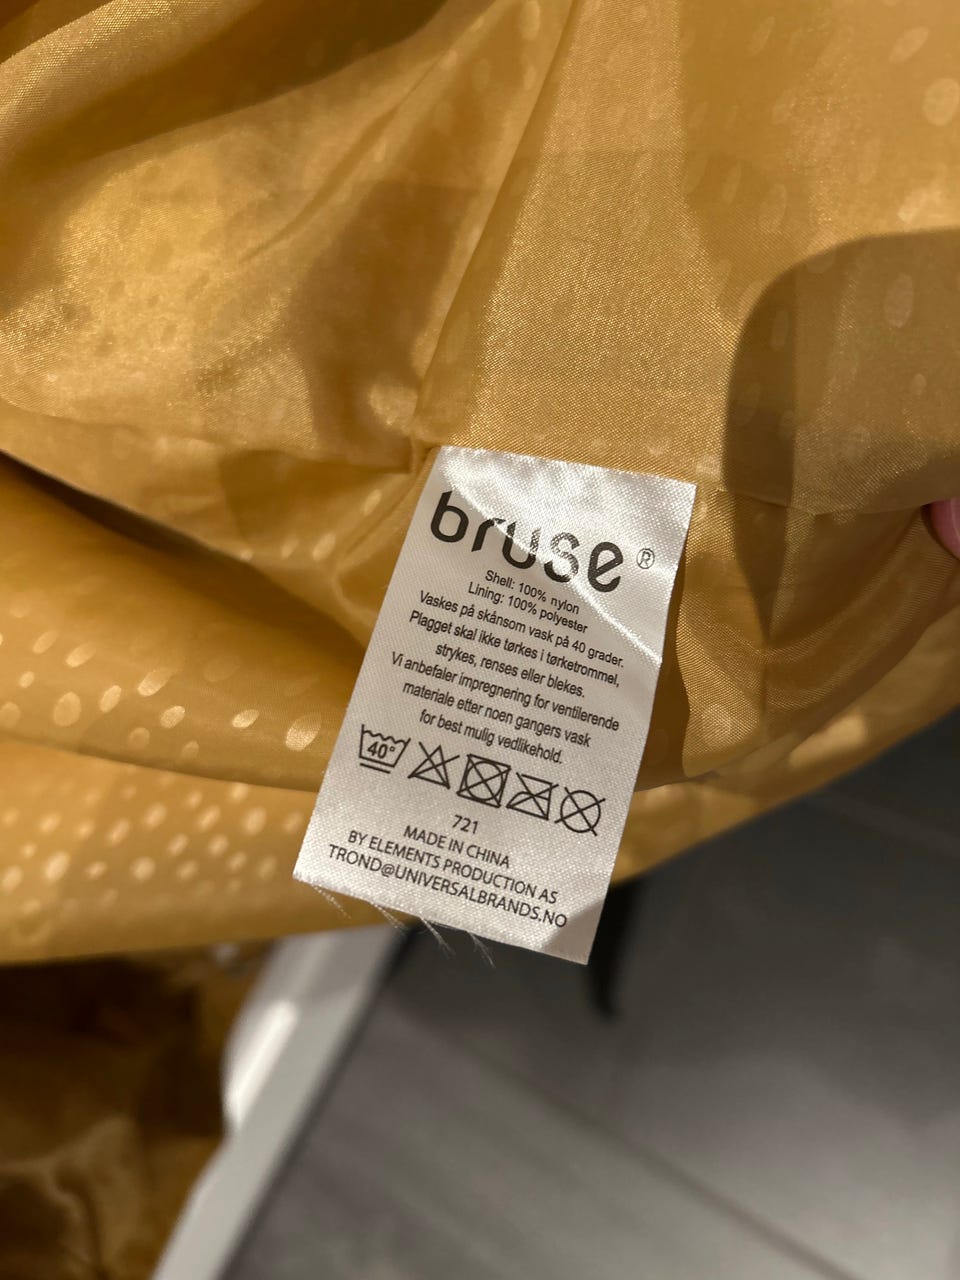 bruse®
Shell: 100% nylon
Lining: 100% polyester
Vaskes på skånsom vask på 40 grader.
Plagget skal ikke tørkes i tørketrommel,
strykes, renses eller blekes.
Vi anbefaler impregnering for ventilerende
materiale etter noen gangers vask
for best mulig vedlikehold.
40°
721
MADE IN CHINA
BY ELEMENTS PRODUCTION AS
TROND@UNIVERSALBRANDS.NO